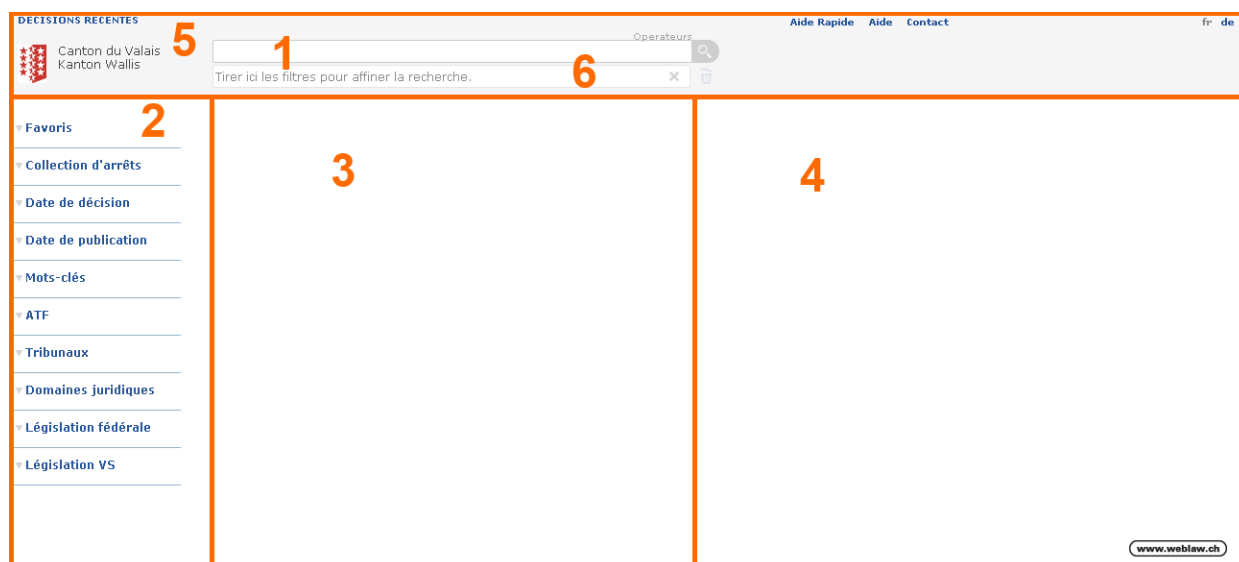 DECISIONS RECENTES
Aide Rapide Aide Contact
fr de
5
Canton du Valais
Kanton Wallis
Operateurs
1
Tirer ici les filtres pour affiner la recherche.
6
2
Favoris
Collection d'arrêts
Date de décision
Date de publication
Mots-clés
ATF
Tribunaux
Domaines juridiques
Législation fédérale
Législation VS
3
4
www.weblaw.ch